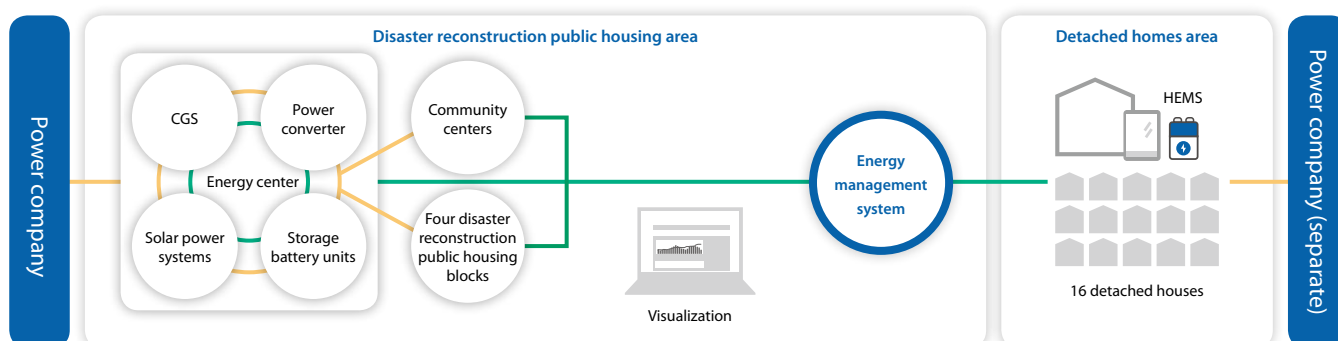 Power company
Disaster reconstruction public housing area
CGS
Power
converter
Energy center
Solar power
systems
Storage
battery units
Community
centers
Four disaster
reconstruction
public housing
blocks
Visualization
Energy
management
system
Detached homes area
HEMS
16 detached houses
Power company (separate)